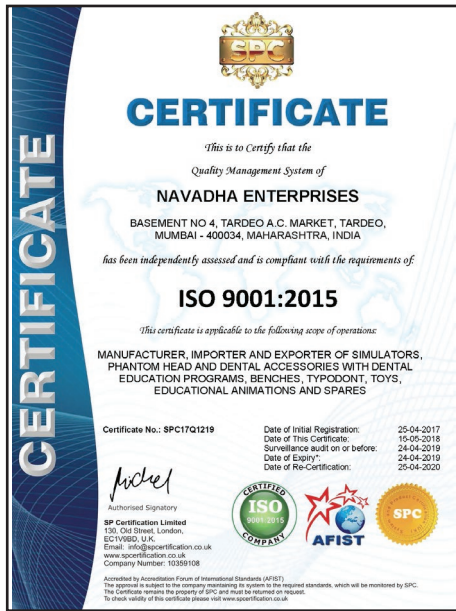 SPC
CERTIFICATE
CERTIFICATE
This is to Certify that the
Quality Management System of
NAVADHA ENTERPRISES
BASEMENT NO 4, TARDEO A.C. MARKET, TARDEO,
MUMBAI - 400034, MAHARASHTRA, INDIA
has been independently assessed and is compliant with the requirements of:
ISO 9001:2015
This certificate is applicable to the following scope of operations:
MANUFACTURER, IMPORTER AND EXPORTER OF SIMULATORS,
PHANTOM HEAD AND DENTAL ACCESSORIES WITH DENTAL
EDUCATION PROGRAMS, BENCHES, TYPODONT, TOYS,
EDUCATIONAL ANIMATIONS AND SPARES
Certificate No.: SPC17Q1219
Date of Initial Registration: 25-04-2017
Date of This Certificate: 15-05-2018
Surveillance audit on or before: 24-04-2019
Date of Expiry*: 24-04-2019
Date of Re-Certification: 25-04-2020
Michel
Authorised Signatory
SP Certification Limited
130, Old Street, London,
EC1V9BD, U.K.
Email: info@spcertification.co.uk
www.spcertification.co.uk
Company Number: 10359108
CERTIFIED
ISO
9001-2015
COMPANY
AFIST
SPC
Accredited by Accreditation Forum of International Standards (AFIST)
The approval is subject to the company maintaining its system to the required standards, which will be monitored by SPC.
The Certificate remains the property of SPC and must be returned on request.
To check validity of this certificate please visit www.spcertification.co.uk